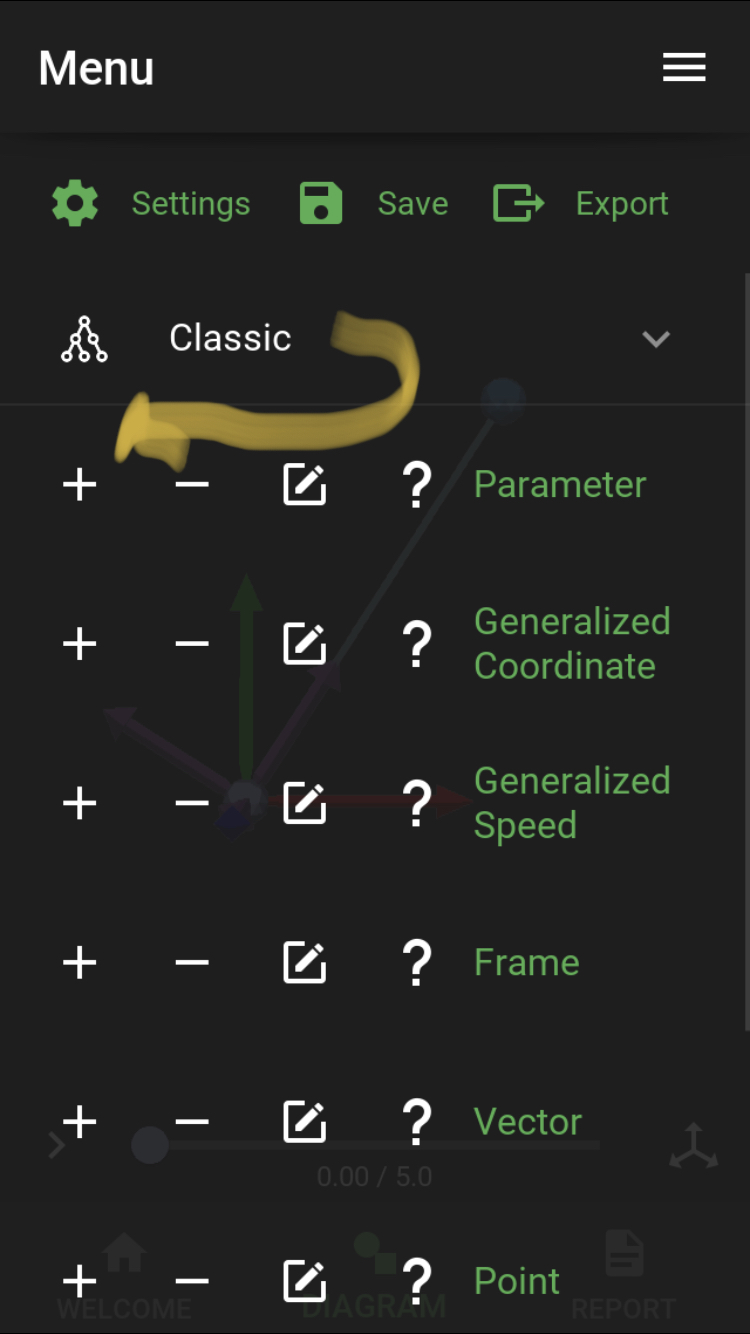 Menu
Settings Save Export
Classic
+ − ? Parameter
+ − ? Generalized
Coordinate
+ − ? Generalized
Speed
+ − ? Frame
+ − ? Vector
0.00 / 5.0
+ − ? Point
WELCOME DIAGRAM REPORT